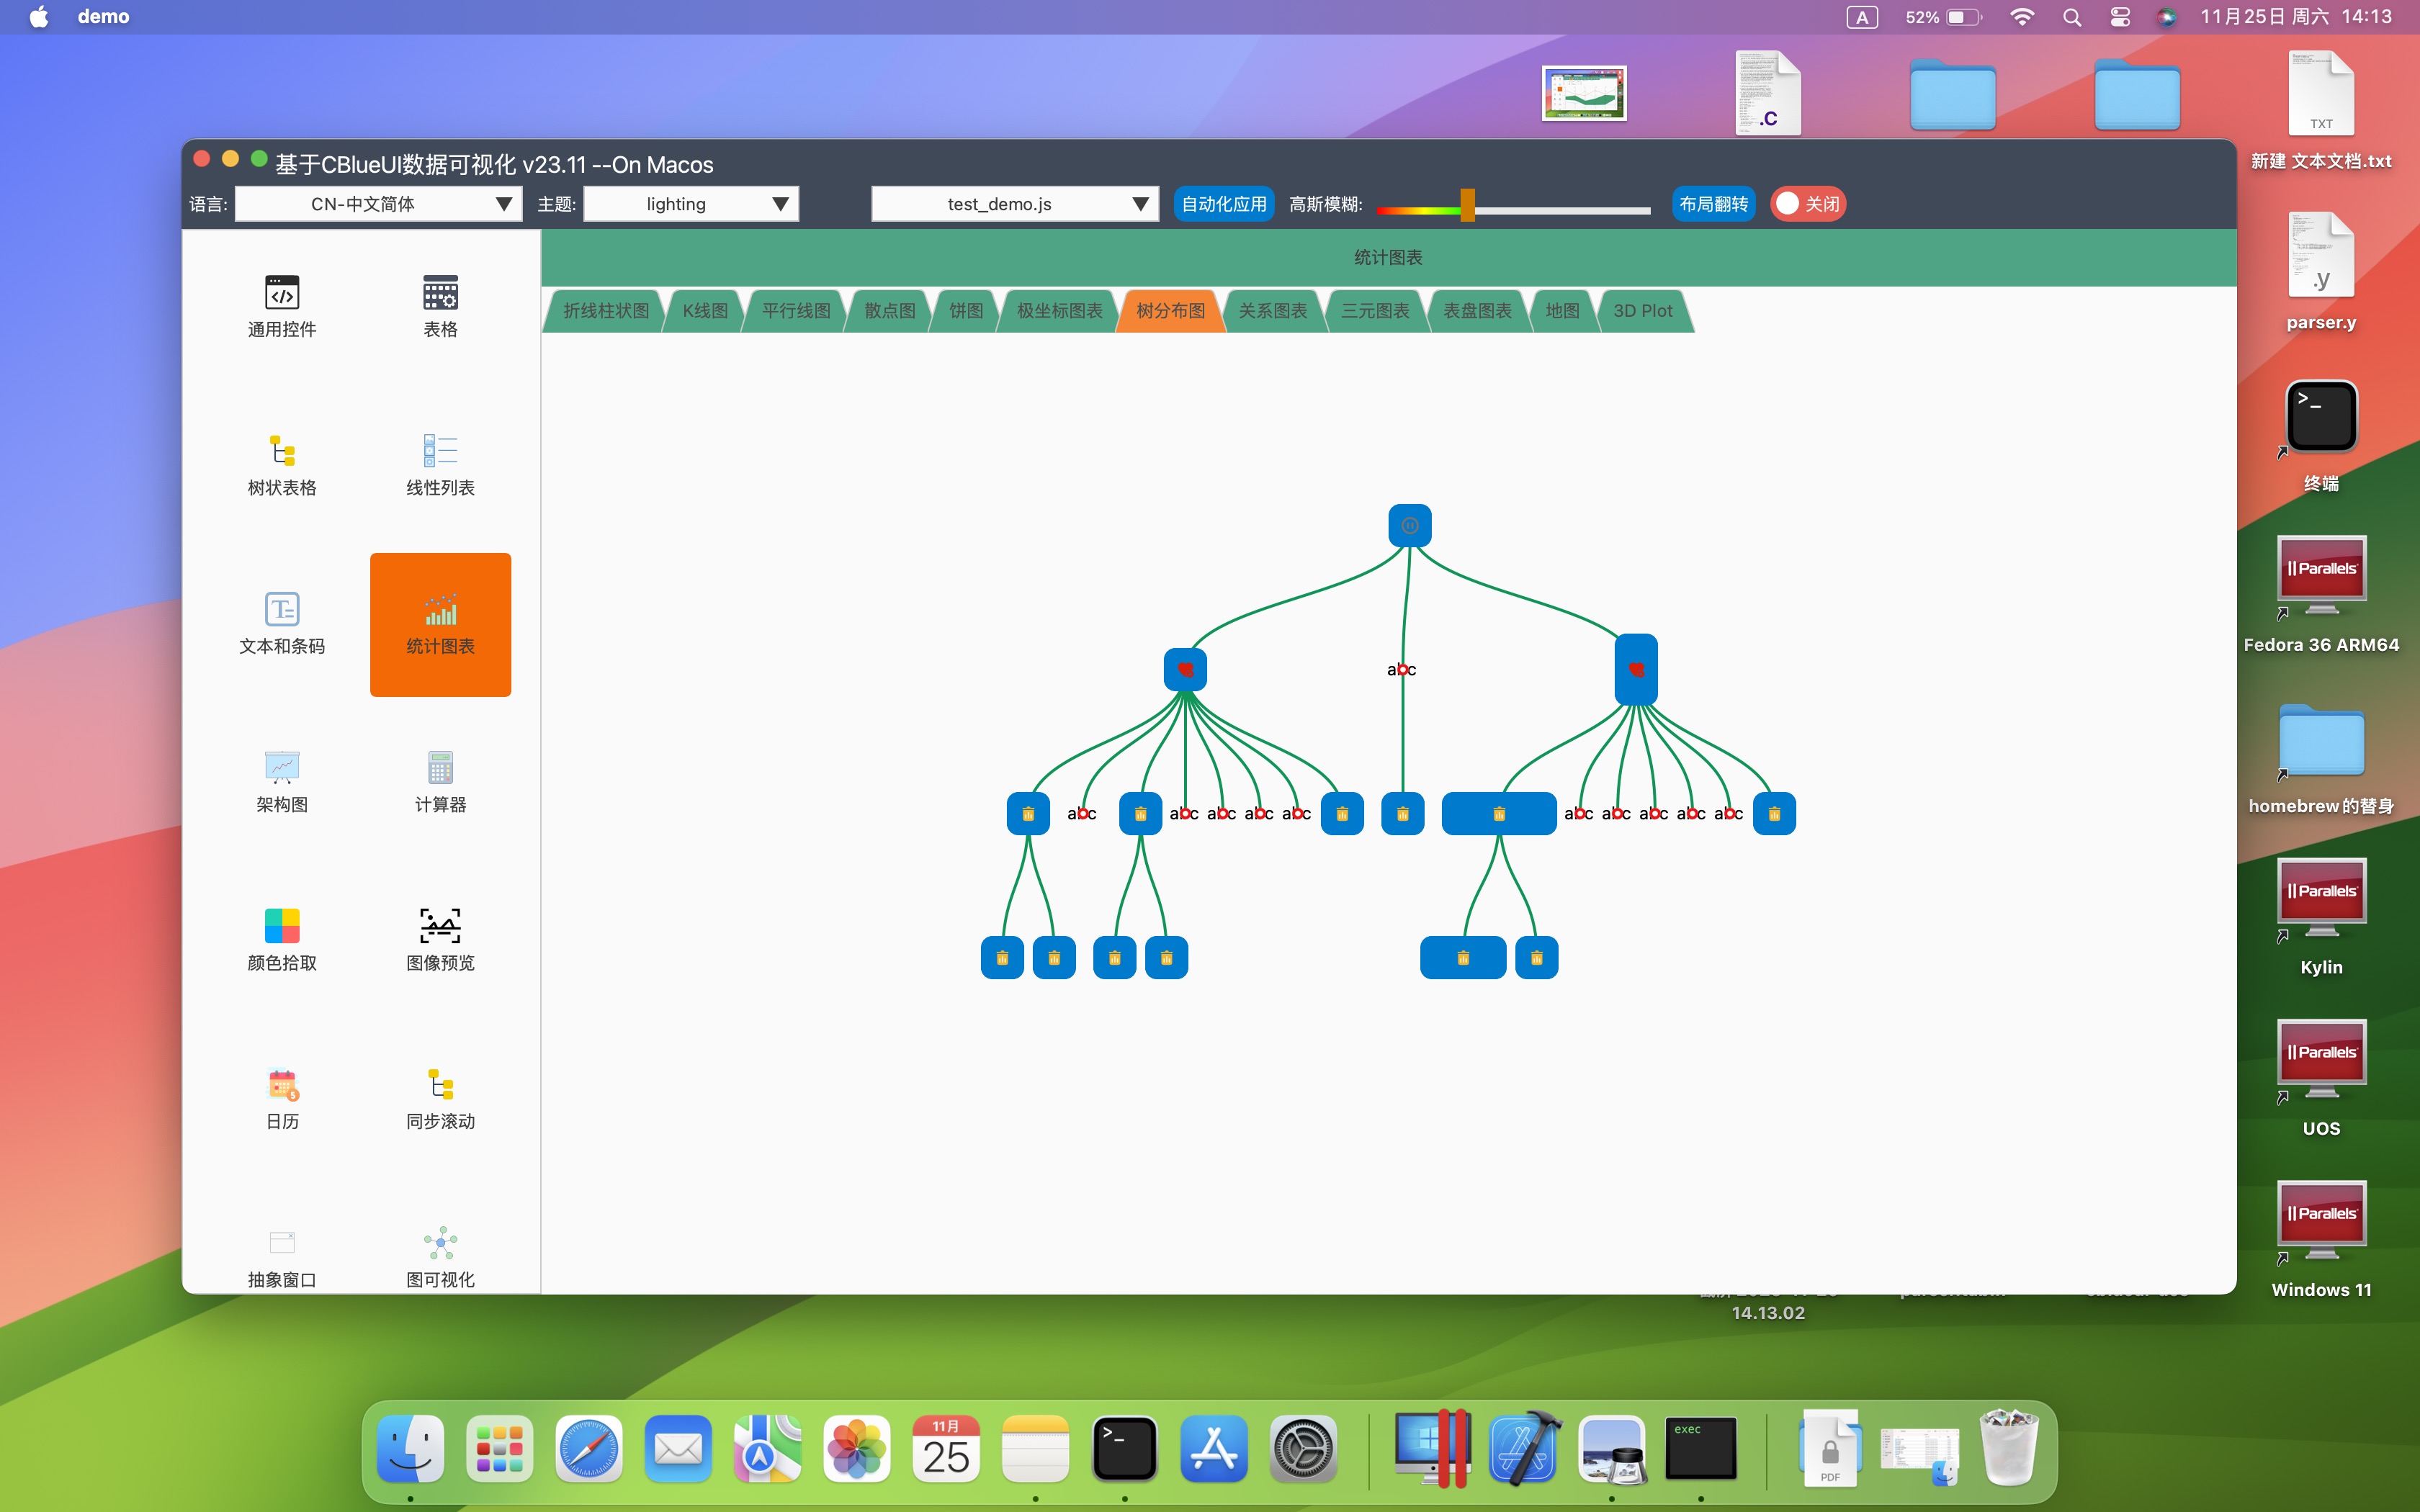 demo
A
52%
11月25日 周六 14:13
.C
TXT
新建 文本文档.txt
基于CBlueUI数据可视化 v23.11 --On Macos
语言:
CN-中文简体
主题:
lighting
test_demo.js
自动化应用
高斯模糊:
布局翻转
关闭
统计图表
折线柱状图
K线图
平行线图
散点图
饼图
极坐标图表
树分布图
关系图表
三元图表
表盘图表
地图
3D Plot
通用控件
表格
树状表格
线性列表
文本和条码
统计图表
架构图
计算器
颜色拾取
图像预览
日历
同步滚动
抽象窗口
图可视化
abc
abc
abc
abc
abc
abc
abc
abc
abc
abc
abc
.y
parser.y
>_
终端
Parallels
Fedora 36 ARM64
homebrew的替身
Parallels
Kylin
Parallels
UOS
Parallels
Windows 11
14.13.02
11月
25
>_
exec
PDF